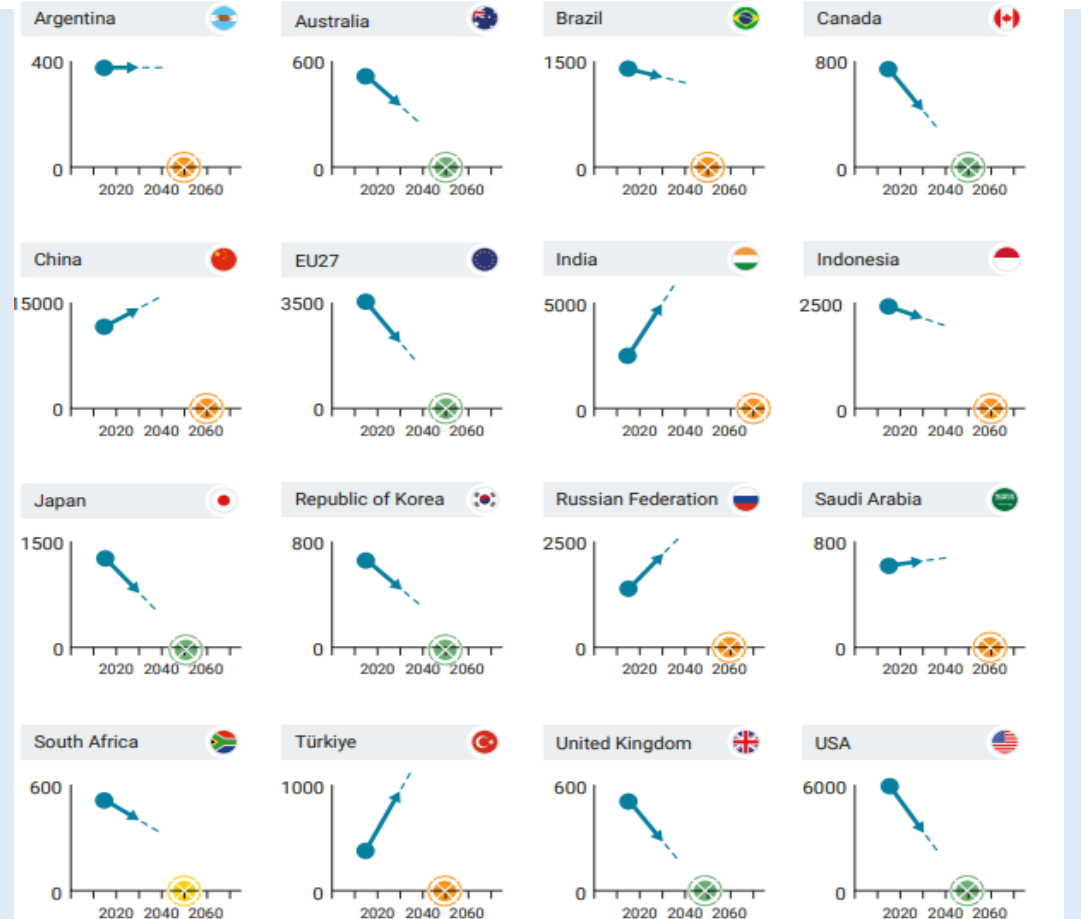 Argentina
400
0
2020 2040 2060
Australia
600
0
2020 2040 2060
Brazil
1500
0
2020 2040 2060
Canada
800
0
2020 2040 2060
China
15000
0
2020 2040 2060
EU27
3500
0
2020 2040 2060
India
5000
0
2020 2040 2060
Indonesia
2500
0
2020 2040 2060
Japan
1500
0
2020 2040 2060
Republic of Korea
800
0
2020 2040 2060
Russian Federation
2500
0
2020 2040 2060
Saudi Arabia
800
0
2020 2040 2060
South Africa
600
0
2020 2040 2060
Türkiye
1000
0
2020 2040 2060
United Kingdom
600
0
2020 2040 2060
USA
6000
0
2020 2040 2060